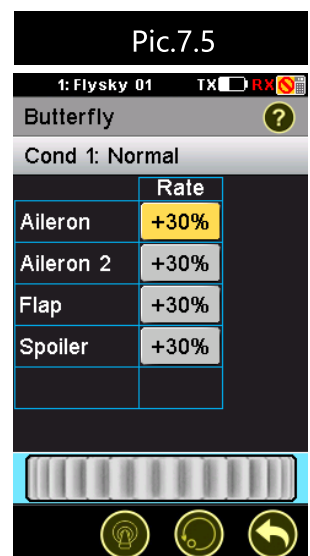 Pic.7.5
1: Flysky 01 TX RX
Butterfly ?
Cond 1: Normal
Rate
Aileron +30%
Aileron 2 +30%
Flap +30%
Spoiler +30%